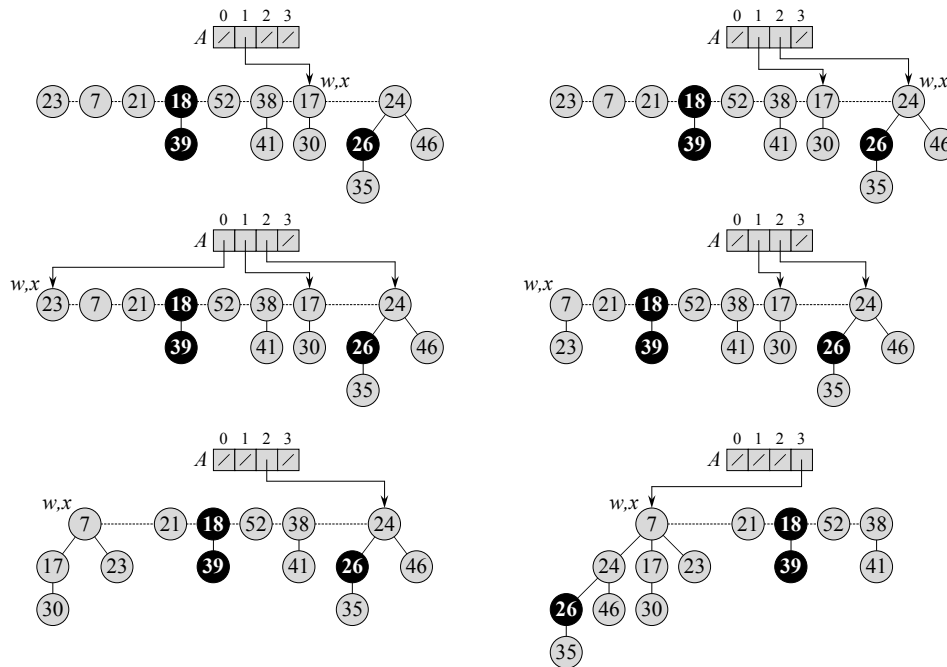 0 1 2 3
A
w,x
23 7 21 18 52 38 17 24
39 41 30 26 46
35
0 1 2 3
A
w,x
23 7 21 18 52 38 17 24
39 41 30 26 46
35
0 1 2 3
A
w,x
23 7 21 18 52 38 17 24
39 41 30 26 46
35
0 1 2 3
A
w,x
7 21 18 52 38 17 24
23 39 41 30 26 46
35
0 1 2 3
A
w,x
7 21 18 52 38 24
17 23 39 41 26 46
30 35
0 1 2 3
A
w,x
7 21 18 52 38
24 17 23 39 41
26 46 30
35